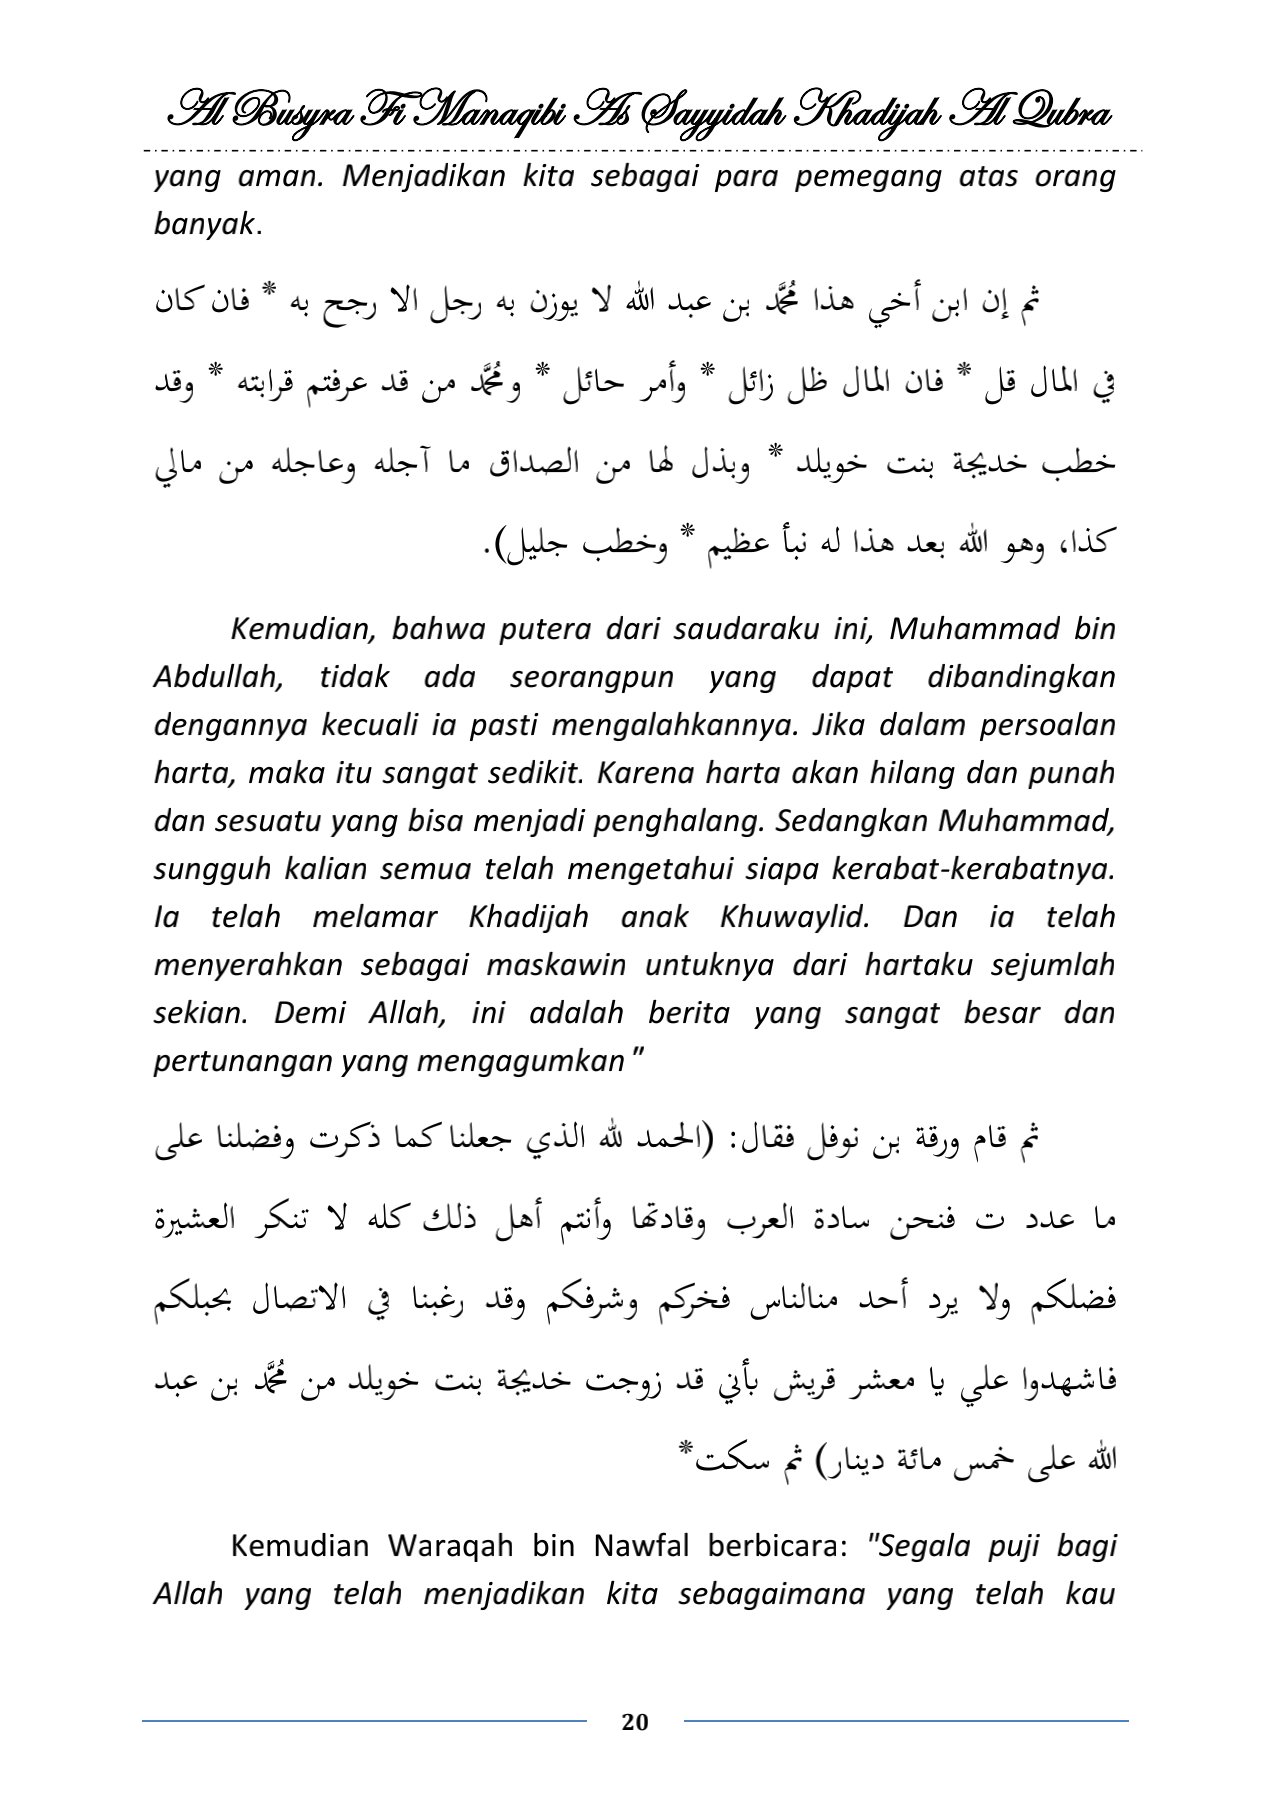 Al Busyra Fi Manaqibi As Sayyidah Khadijah Al Qubra
yang aman. Menjadikan kita sebagai para pemegang atas orang
banyak.
ثم إن ابن أخي هذا مُحمَّد بن عبد الله لا يوزن به رجل الا رجح به * فان كان
في المال قل * فان المال ظل زائل * وأمر حائل * ومُحمَّد من قد عرفتم قرابته * وقد
خطب خديجة بنت خويلد * وبذل لها من الصداق ما آجله وعاجله من مالي
كذا، وهو الله بعد هذا له نبأ عظيم * وخطب جليل).
Kemudian, bahwa putera dari saudaraku ini, Muhammad bin
Abdullah, tidak ada seorangpun yang dapat dibandingkan
dengannya kecuali ia pasti mengalahkannya. Jika dalam persoalan
harta, maka itu sangat sedikit. Karena harta akan hilang dan punah
dan sesuatu yang bisa menjadi penghalang. Sedangkan Muhammad,
sungguh kalian semua telah mengetahui siapa kerabat-kerabatnya.
Ia telah melamar Khadijah anak Khuwaylid. Dan ia telah
menyerahkan sebagai maskawin untuknya dari hartaku sejumlah
sekian. Demi Allah, ini adalah berita yang sangat besar dan
pertunangan yang mengagumkan "
ثم قام ورقة بن نوفل فقال: (الحمد لله الذي جعلنا كما ذكرت وفضلنا على
ما عدد ت فنحن سادة العرب وقادتها وأنتم أهل ذلك كله لا تنكر العشيرة
فضلكم ولا يرد أحد منالناس فخركم وشرفكم وقد رغبنا في الاتصال بحبلكم
فاشهدوا علي يا معشر قريش بأني قد زوجت خديجة بنت خويلد من مُحمَّد بن عبد
الله على خمس مائة دينار) ثم سكت*
Kemudian Waraqah bin Nawfal berbicara: "Segala puji bagi
Allah yang telah menjadikan kita sebagaimana yang telah kau
20